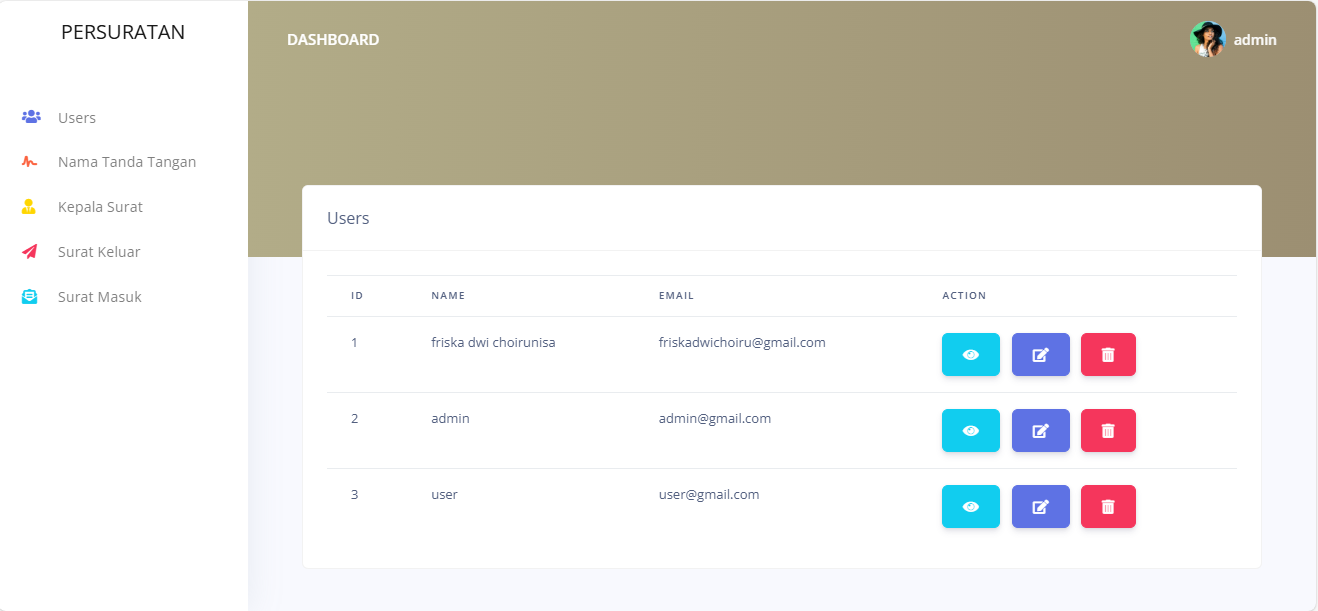 PERSURATAN
DASHBOARD
admin
Users
Nama Tanda Tangan
Kepala Surat
Surat Keluar
Surat Masuk
Users
ID NAME EMAIL ACTION
1 friska dwi choirunisa friskadwichoiru@gmail.com
2 admin admin@gmail.com
3 user user@gmail.com